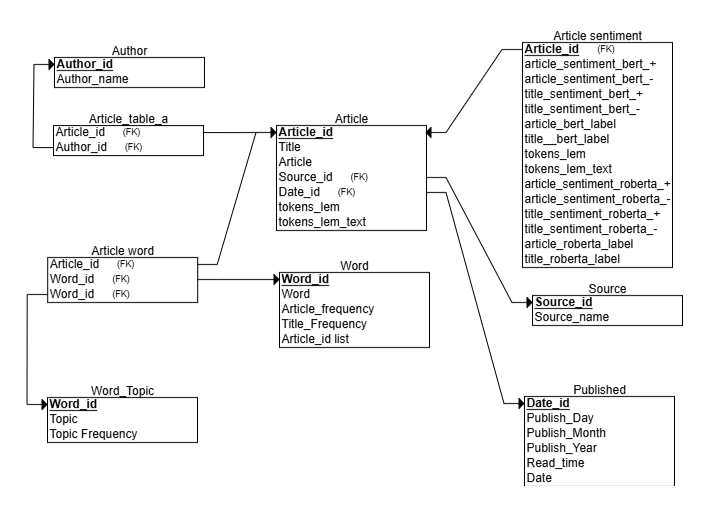 Author
Author_id
Author_name
Article_table_a
Article_id (FK)
Author_id (FK)
Article
Article_id
Title
Article
Source_id (FK)
Date_id (FK)
tokens_lem
tokens_lem_text
Article sentiment
Article_id (FK)
article_sentiment_bert_+
article_sentiment_bert_-
title_sentiment_bert_+
title_sentiment_bert_-
article_bert_label
title__bert_label
tokens_lem
tokens_lem_text
article_sentiment_roberta_+
article_sentiment_roberta_-
title_sentiment_roberta_+
title_sentiment_roberta_-
article_roberta_label
title_roberta_label
Article word
Article_id (FK)
Word_id (FK)
Word_id (FK)
Word
Word_id
Word
Article_frequency
Title_Frequency
Article_id list
Source
Source_id
Source_name
Word_Topic
Word_id
Topic
Topic Frequency
Published
Date_id
Publish_Day
Publish_Month
Publish_Year
Read_time
Date